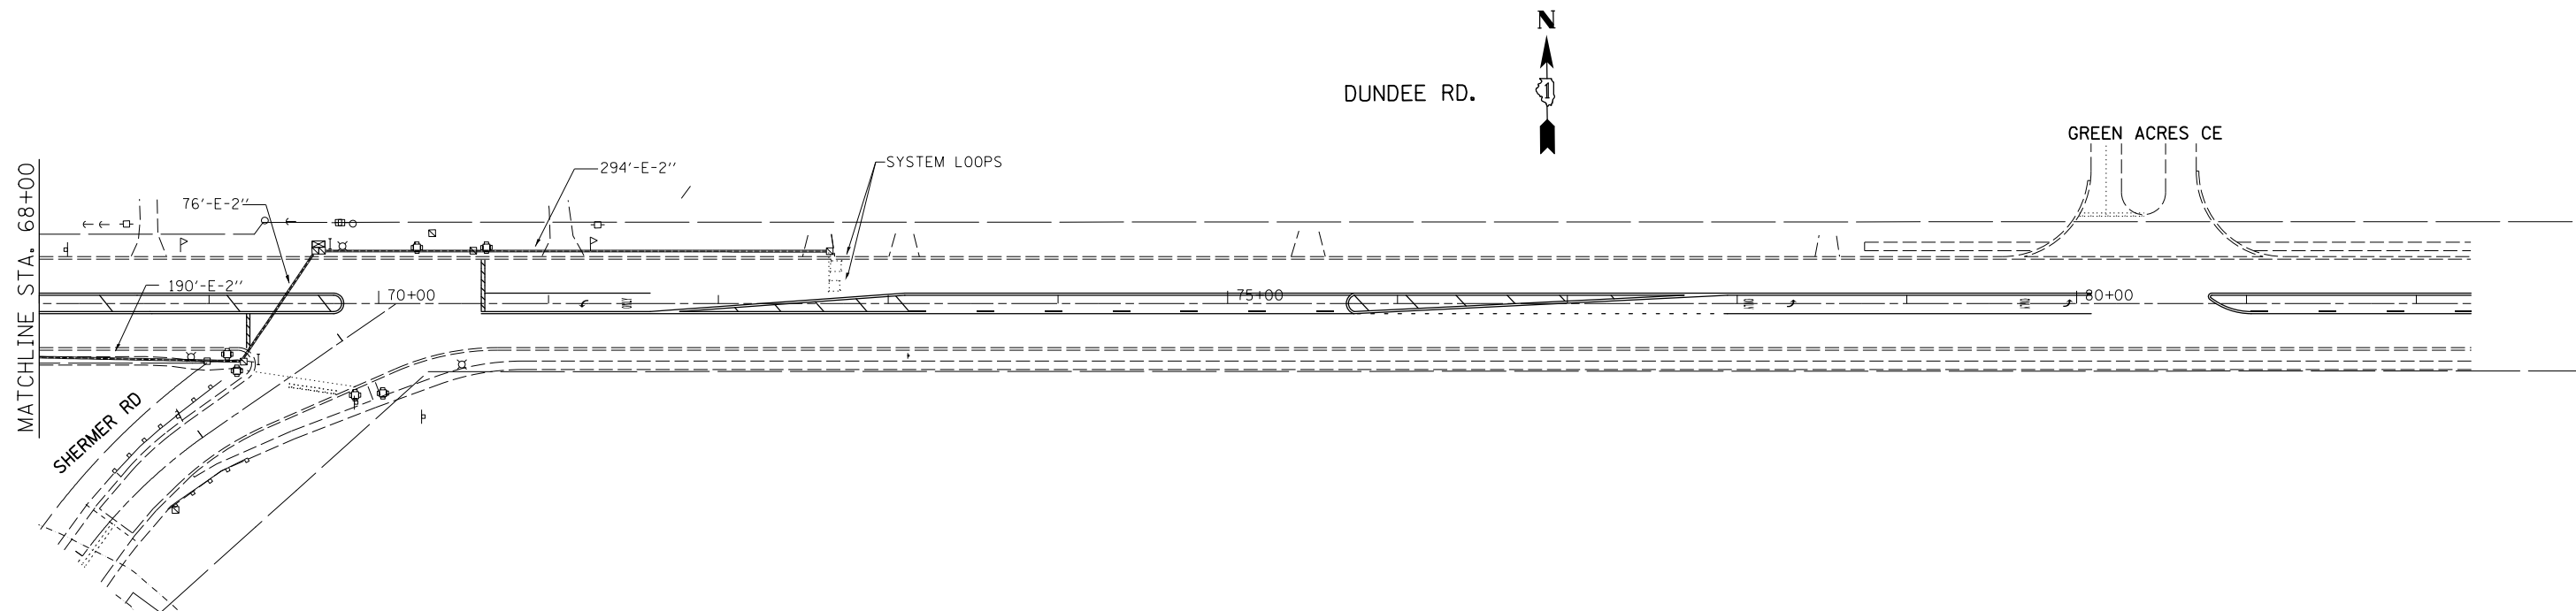 N
1
DUNDEE RD.
GREEN ACRES CE
SYSTEM LOOPS
294'-E-2''
76'-E-2''
190'-E-2''
70+00
75+00
80+00
MATCHLINE STA. 68+00
SHERMER RD